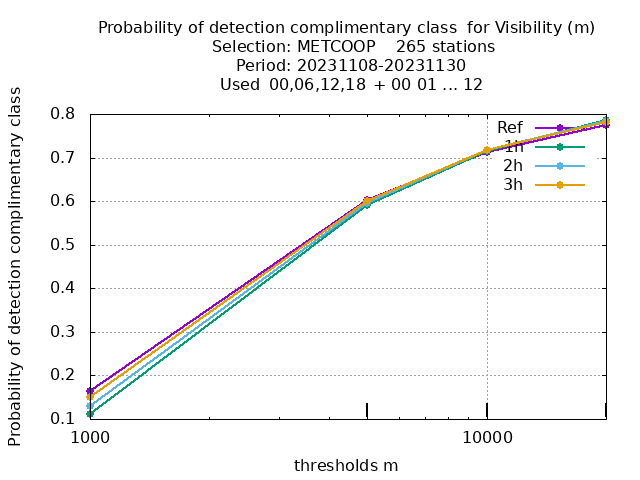 Probability of detection complimentary class for Visibility (m)
Selection: METCOOP 265 stations
Period: 20231108-20231130
Used 00,06,12,18 + 00 01 ... 12
Probability of detection complimentary class
0.8
0.7
0.6
0.5
0.4
0.3
0.2
0.1
Ref
1h
2h
3h
1000
10000
thresholds m